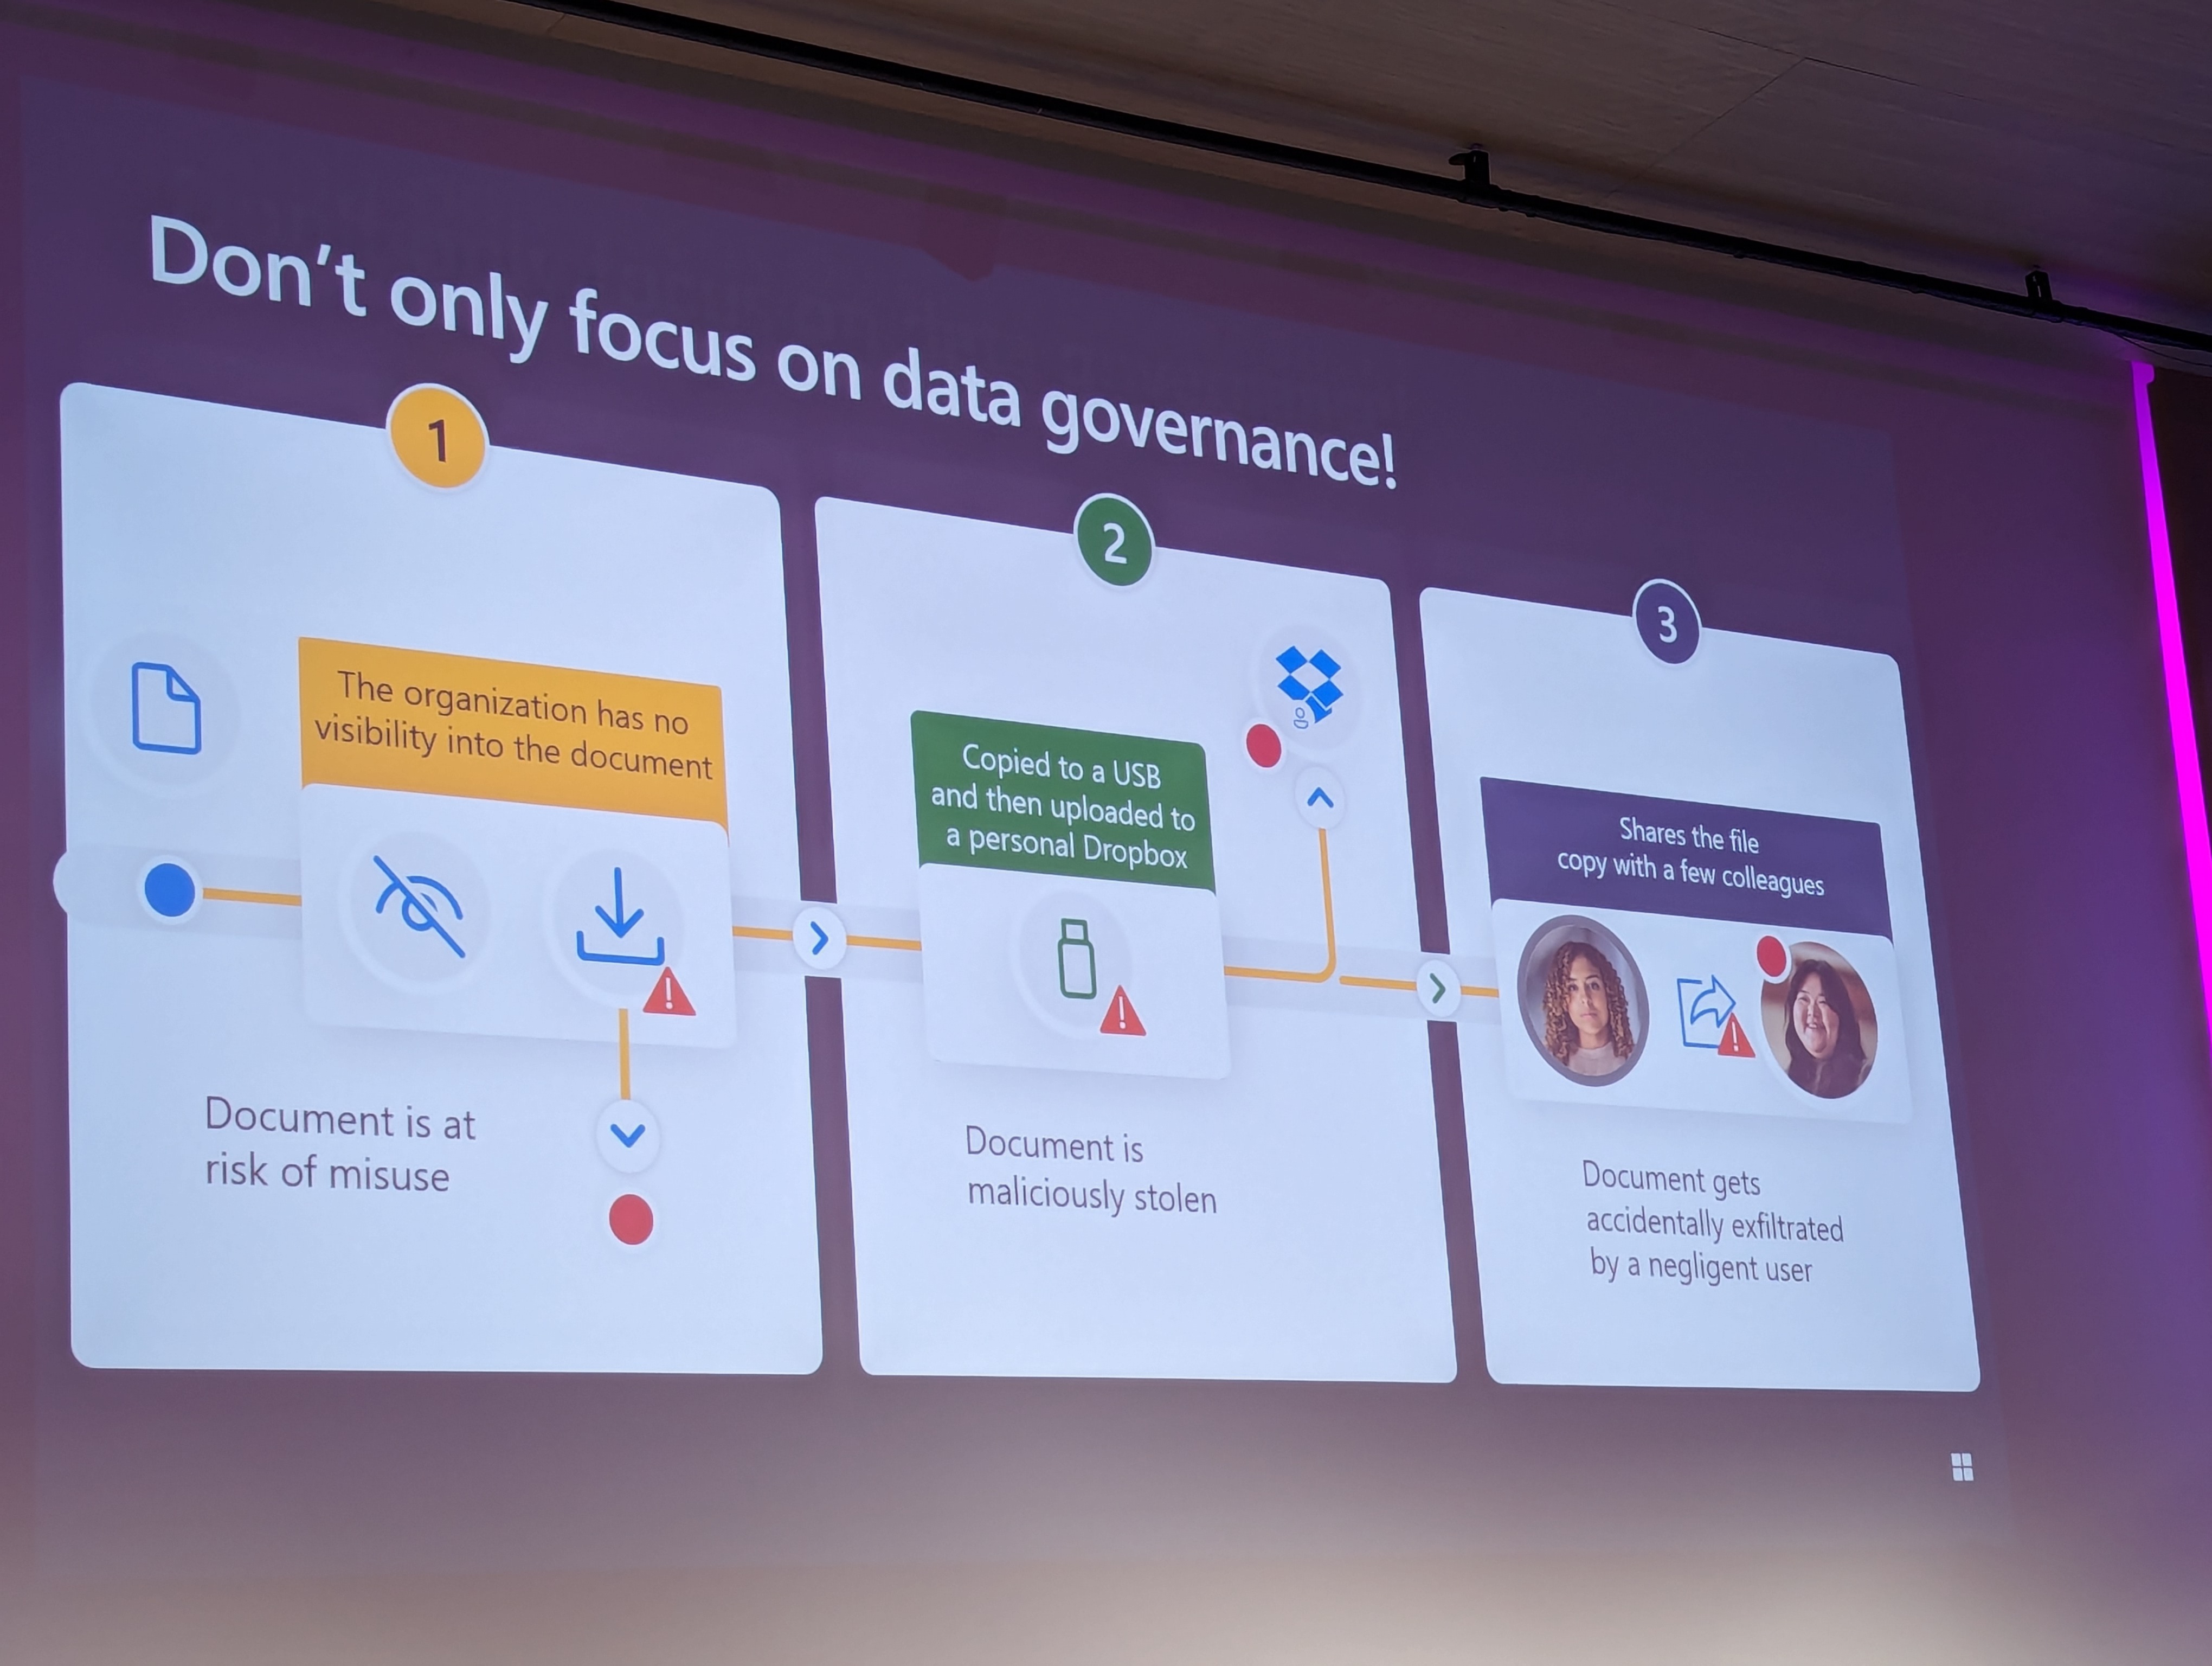 Don't only focus on data governance!
1
The organization has no
visibility into the document
Document is at
risk of misuse
2
Copied to a USB
and then uploaded to
a personal Dropbox
Document is
maliciously stolen
3
Shares the file
copy with a few colleagues
Document gets
accidentally exfiltrated
by a negligent user